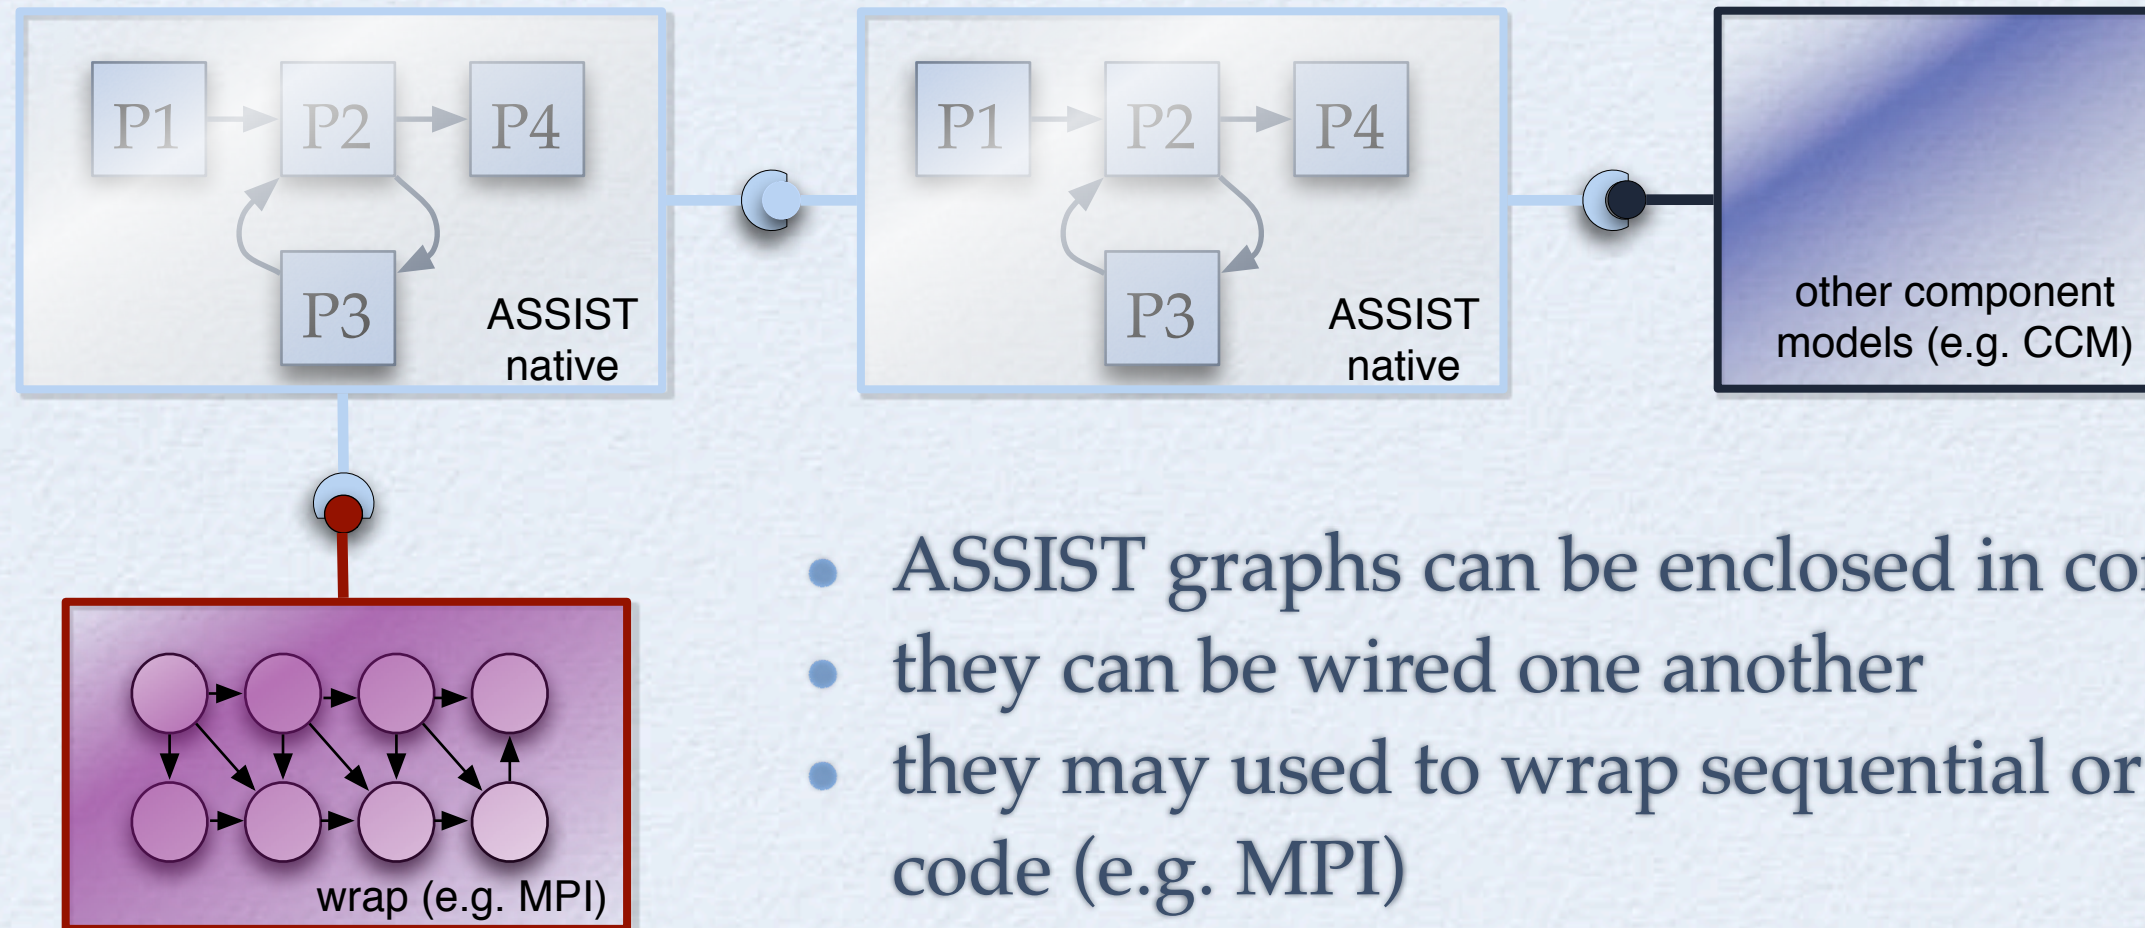 P1
P2
P4
P3
ASSIST
native
P1
P2
P4
P3
ASSIST
native
other component
models (e.g. CCM)
wrap (e.g. MPI)
ASSIST graphs can be enclosed in
they can be wired one another
they may used to wrap sequential or
code (e.g. MPI)